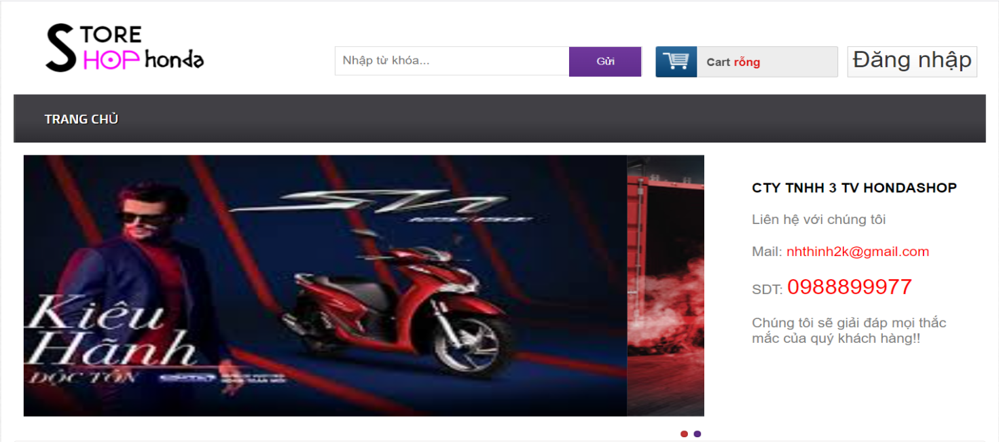 STORE
SHOP honda
Nhập từ khóa...
Gửi
Cart rỗng
Đăng nhập
TRANG CHỦ
SH
125i/150i
Kiêu
Hãnh
ĐỘC TÔN
CTY TNHH 3 TV HONDASHOP
Liên hệ với chúng tôi
Mail: nhthinh2k@gmail.com
SDT: 0988899977
Chúng tôi sẽ giải đáp mọi thắc
mắc của quý khách hàng!!